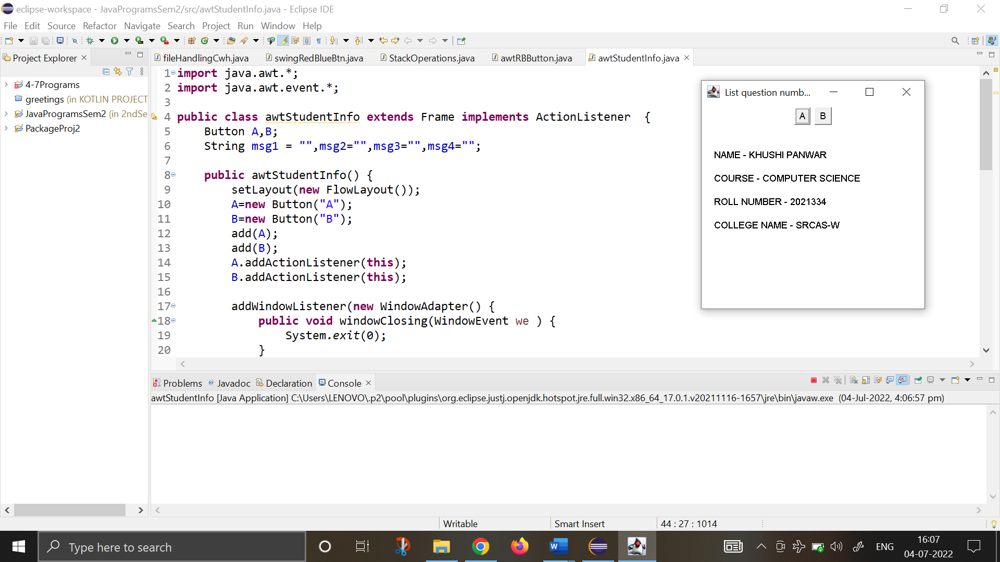 eclipse-workspace - JavaProgramsSem2/src/awtStudentInfo.java - Eclipse IDE
File Edit Source Refactor Navigate Search Project Run Window Help
Project Explorer
fileHandlingCwh.java swingRedBlueBtn.java StackOperations.java awtRBButton.java awtStudentInfo.java
4-7Programs
greetings (in KOTLIN PROJECT
JavaProgramsSem2 (in 2ndSe
PackageProj2
1 import java.awt.*;
2 import java.awt.event.*;
3
4 public class awtStudentInfo extends Frame implements ActionListener {
5 Button A,B;
6 String msg1 = "",msg2="",msg3="",msg4="";
7
8 public awtStudentInfo() {
9 setLayout(new FlowLayout());
10 A=new Button("A");
11 B=new Button("B");
12 add(A);
13 add(B);
14 A.addActionListener(this);
15 B.addActionListener(this);
16
17 addWindowListener(new WindowAdapter() {
18 public void windowClosing(WindowEvent we ) {
19 System.exit(0);
20 }
List question numb...
A B
NAME - KHUSHI PANWAR
COURSE - COMPUTER SCIENCE
ROLL NUMBER - 2021334
COLLEGE NAME - SRCAS-W
Problems @ Javadoc Declaration Console
awtStudentInfo [Java Application] C:\Users\LENOVO\.p2\pool\plugins\org.eclipse.justj.openjdk.hotspot.jre.full.win32.x86_64_17.0.1.v20211116-1657\jre\bin\javaw.exe (04-Jul-2022, 4:06:57 pm)
Writable Smart Insert 44 : 27 : 1014
Type here to search
W
ENG
16:07
04-07-2022